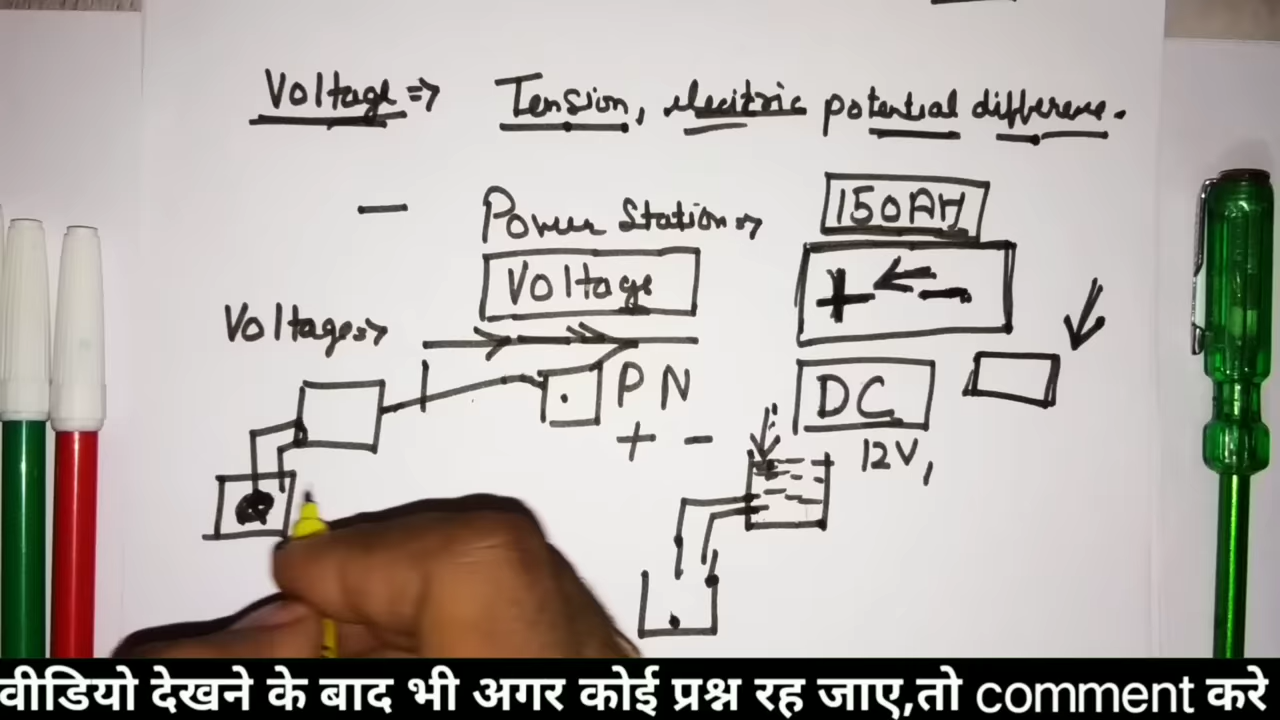 Voltage => Tension, electric potential difference.
— Power Station => 150AH
Voltage + ← —
Voltage =>
P N DC
+ — 12V,
वीडियो देखने के बाद भी अगर कोई प्रश्न रह जाए,तो comment करे